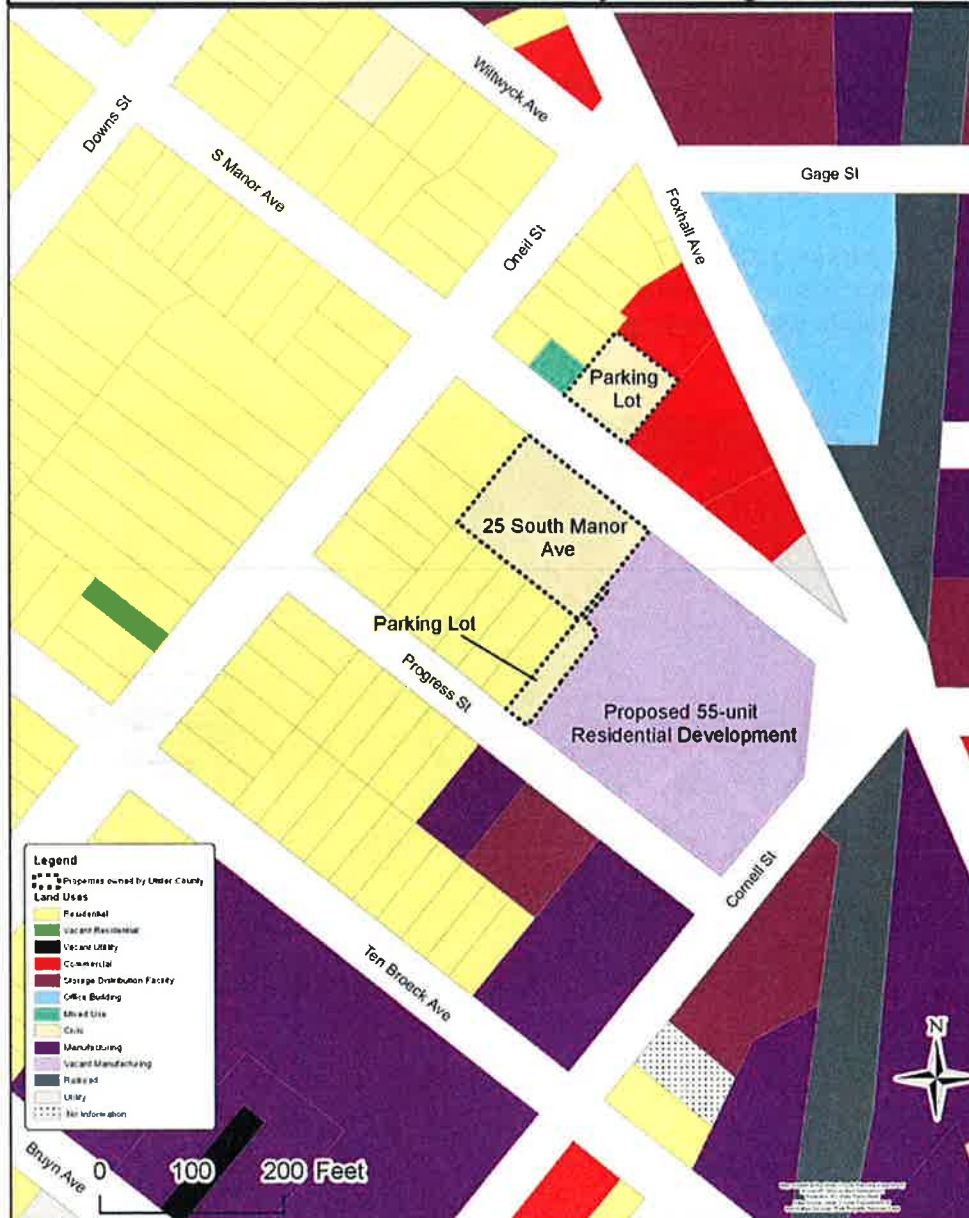 Wiltwyck Ave
Downs St
S Manor Ave
Gage St
Foxhall Ave
Oneil St
Parking
Lot
25 South Manor
Ave
Parking Lot
Progress St
Proposed 55-unit
Residential Development
Cornell St
Ten Broeck Ave
Legend
Properties owned by Ulster County
Land Uses
Residential
Vacant Residential
Vacant Utility
Commercial
Storage Distribution Facility
Office Building
Mixed Use
Civic
Manufacturing
Vacant Manufacturing
Railroad
Utility
No Information
N
Bruyn Ave
0 100 200 Feet